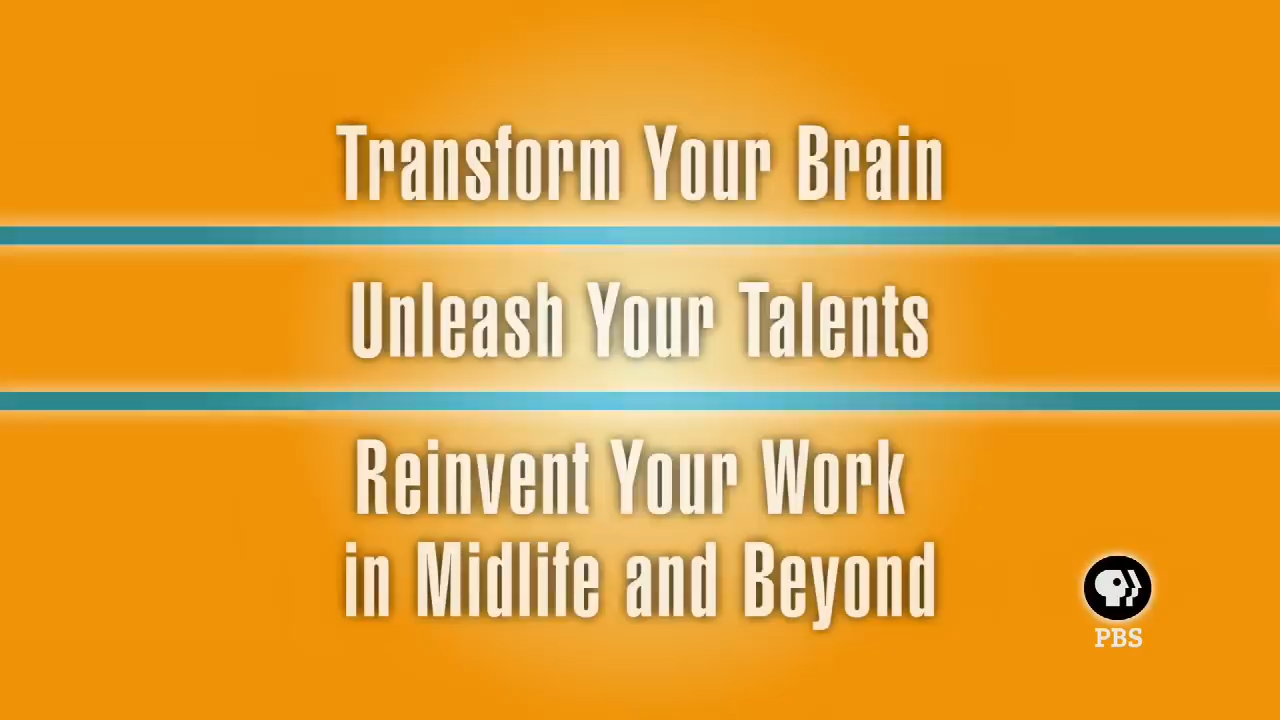 Transform Your Brain
Unleash Your Talents
Reinvent Your Work
in Midlife and Beyond
PBS